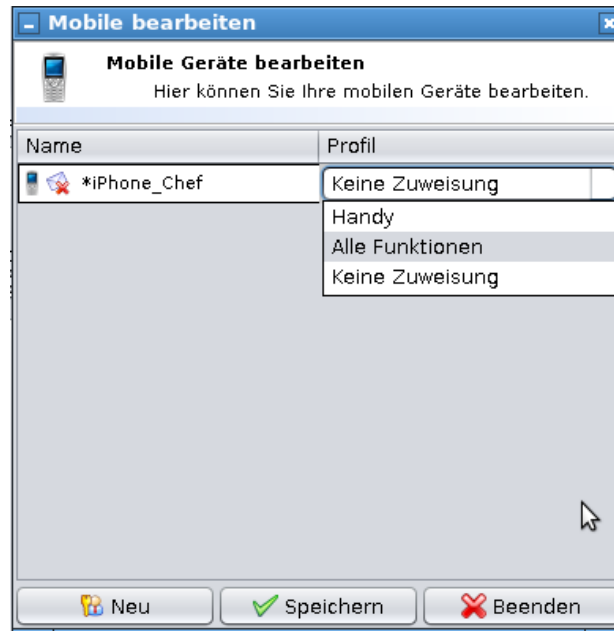 Mobile bearbeiten
Mobile Geräte bearbeiten
Hier können Sie Ihre mobilen Geräte bearbeiten.
Name Profil
*iPhone_Chef Keine Zuweisung
Handy
Alle Funktionen
Keine Zuweisung
Neu Speichern Beenden